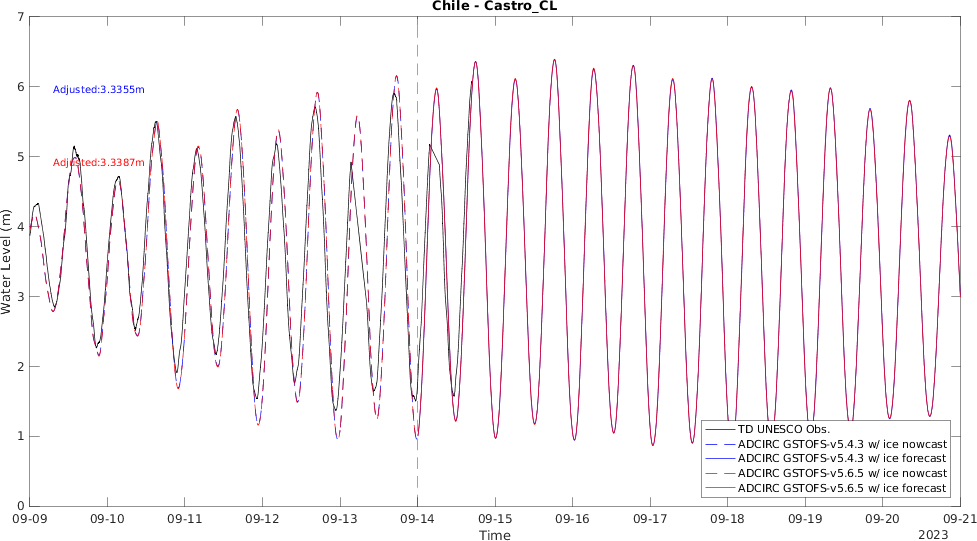 Chile - Castro_CL
7
6
5
4
3
2
1
0
Water Level (m)
Adjusted:3.3355m
Adjusted:3.3387m
TD UNESCO Obs.
ADCIRC GSTOFS-v5.4.3 w/ ice nowcast
ADCIRC GSTOFS-v5.4.3 w/ ice forecast
ADCIRC GSTOFS-v5.6.5 w/ ice nowcast
ADCIRC GSTOFS-v5.6.5 w/ ice forecast
09-09 09-10 09-11 09-12 09-13 09-14 09-15 09-16 09-17 09-18 09-19 09-20 09-21
Time
2023